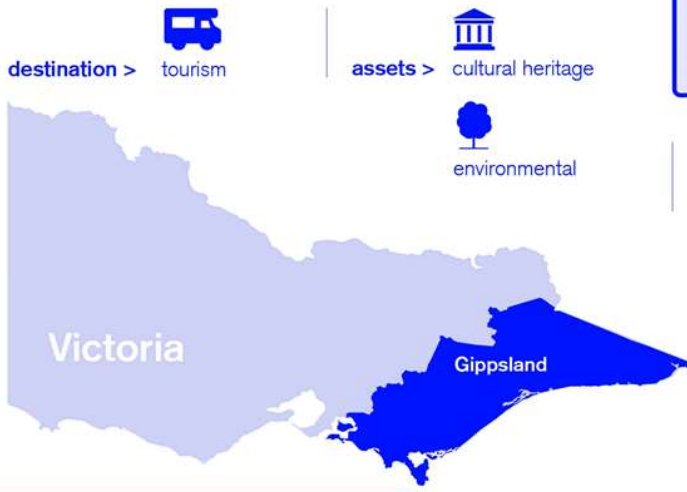 destination > tourism
assets > cultural heritage
environmental
Victoria
Gippsland